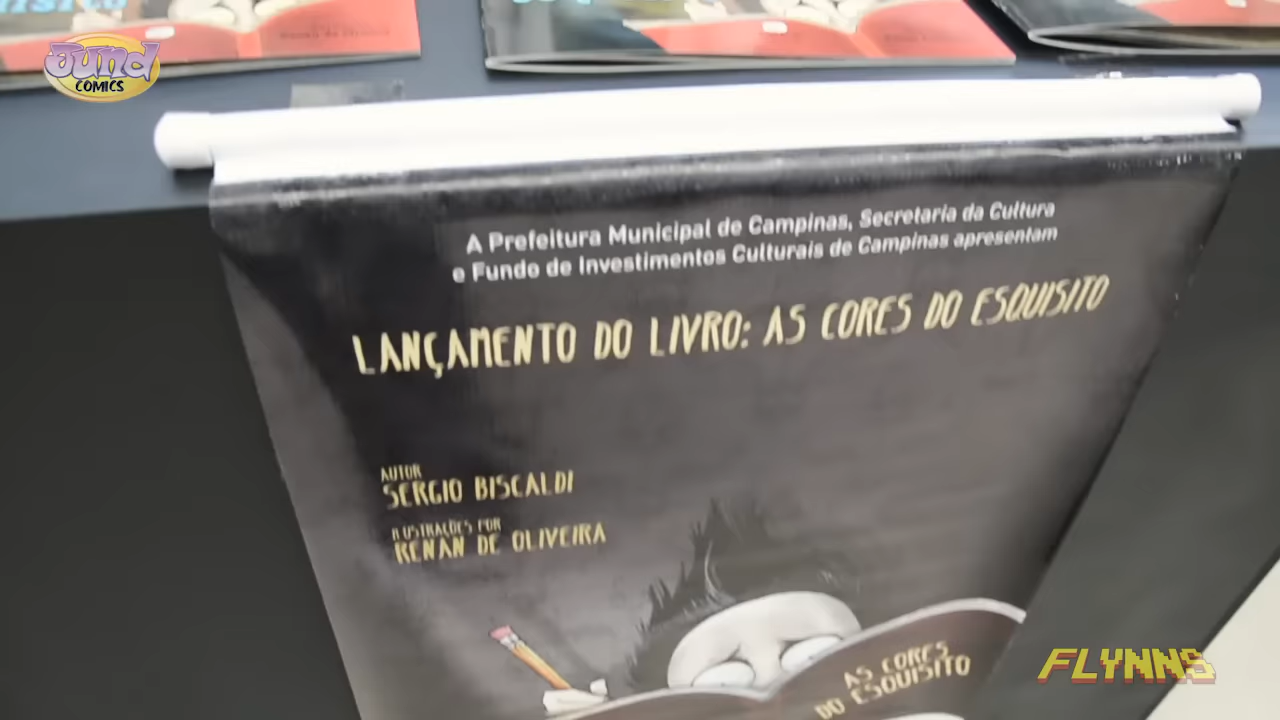 Jund
COMICS
A Prefeitura Municipal de Campinas, Secretaria da Cultura
e Fundo de Investimentos Culturais de Campinas apresentam
LANÇAMENTO DO LIVRO: AS CORES DO ESQUISITO
AUTOR
SERGIO BISCALDI
ILUSTRAÇÕES POR
RENAN DE OLIVEIRA
AS CORES
DO ESQUISITO
FLYNNS